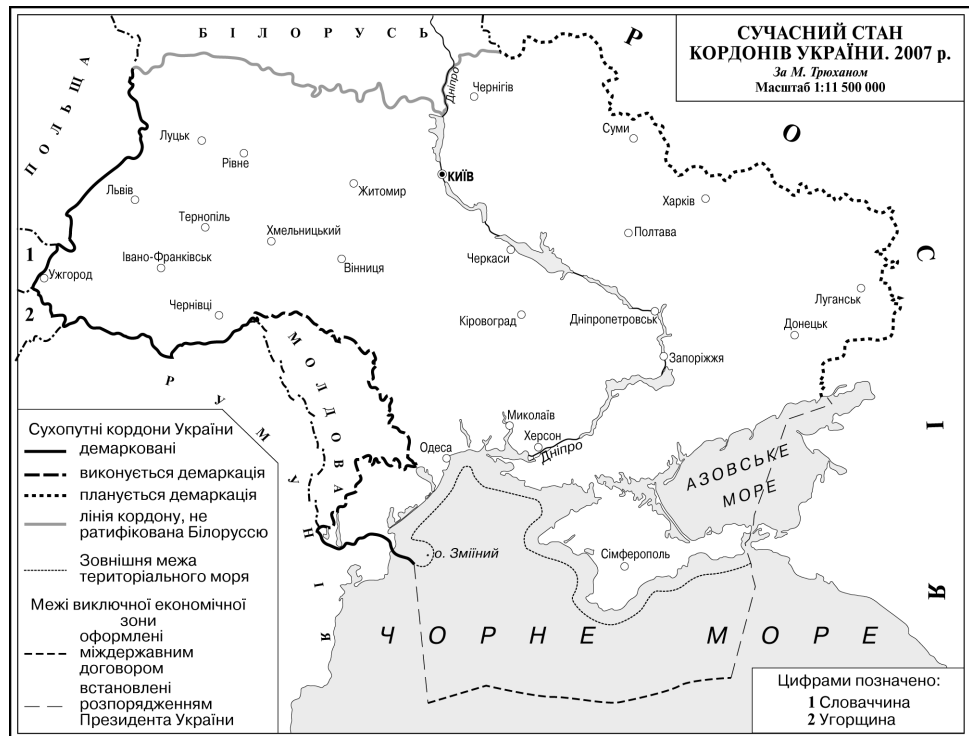 СУЧАСНИЙ СТАН
КОРДОНІВ УКРАЇНИ. 2007 р.
За М. Трюханом
Масштаб 1:11 500 000
БІЛОРУСЬ
ПОЛЬЩА
РОСІЯ
Дніпро
Чернігів
Суми
Луцьк
Рівне
КИЇВ
Житомир
Львів
Харків
Тернопіль
Хмельницький
Полтава
1
Івано-Франківськ
Вінниця
Черкаси
Ужгород
Луганськ
2
Чернівці
Кіровоград
Дніпропетровськ
Донецьк
МОЛДОВА
Запоріжжя
РУМУНІЯ
Миколаїв
Херсон
Одеса
Дніпро
АЗОВСЬКЕ
МОРЕ
о. Зміїний
Сімферополь
ЧОРНЕ МОРЕ
Сухопутні кордони України
демарковані
виконується демаркація
планується демаркація
лінія кордону, не
ратифікована Білоруссю
Зовнішня межа
територіального моря
Межі виключної економічної
зони
оформлені
міждержавним
договором
встановлені
розпорядженням
Президента України
Цифрами позначено:
1 Словаччина
2 Угорщина